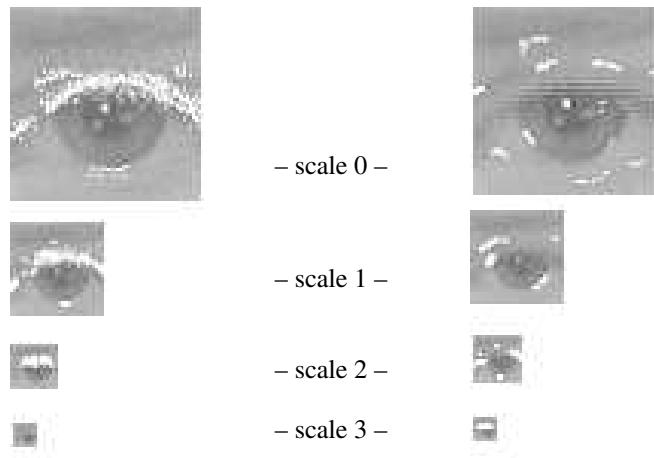 – scale 0 –
– scale 1 –
– scale 2 –
– scale 3 –